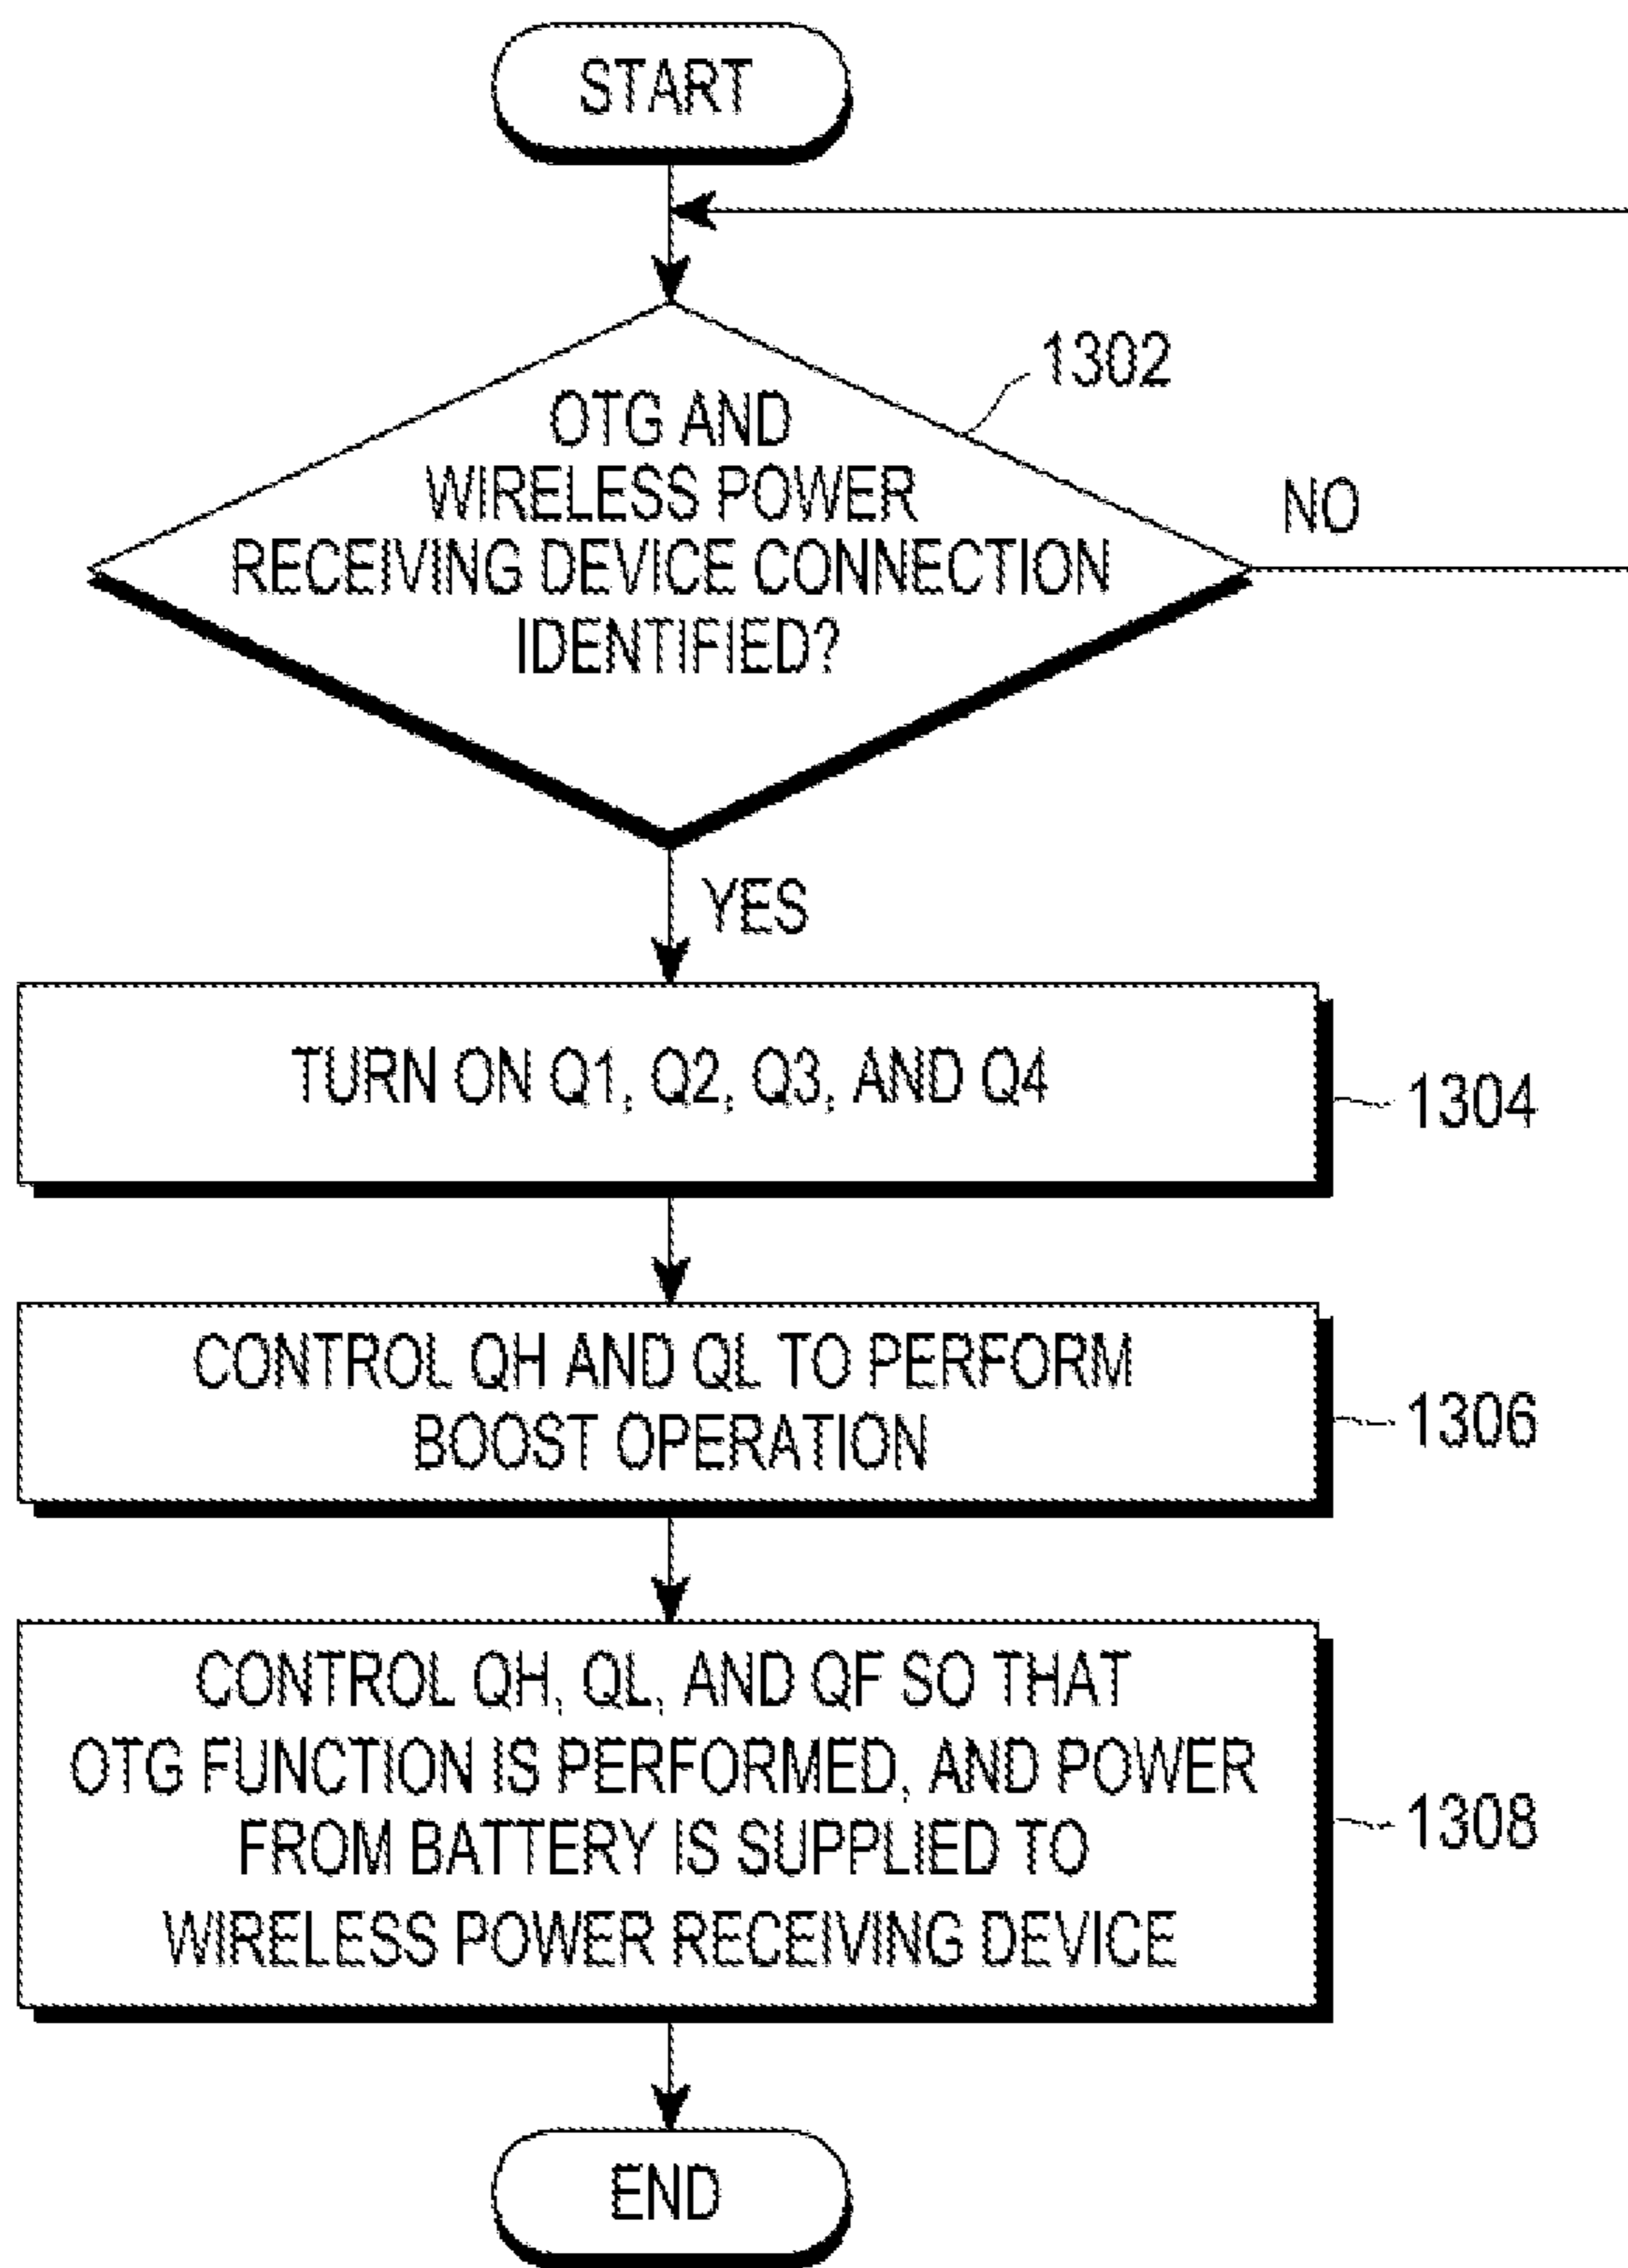 START
1302
OTG AND
WIRELESS POWER
RECEIVING DEVICE CONNECTION
IDENTIFIED?
NO
YES
TURN ON Q1, Q2, Q3, AND Q4
1304
CONTROL QH AND QL TO PERFORM
BOOST OPERATION
1306
CONTROL QH, QL, AND QF SO THAT
OTG FUNCTION IS PERFORMED, AND POWER
FROM BATTERY IS SUPPLIED TO
WIRELESS POWER RECEIVING DEVICE
1308
END